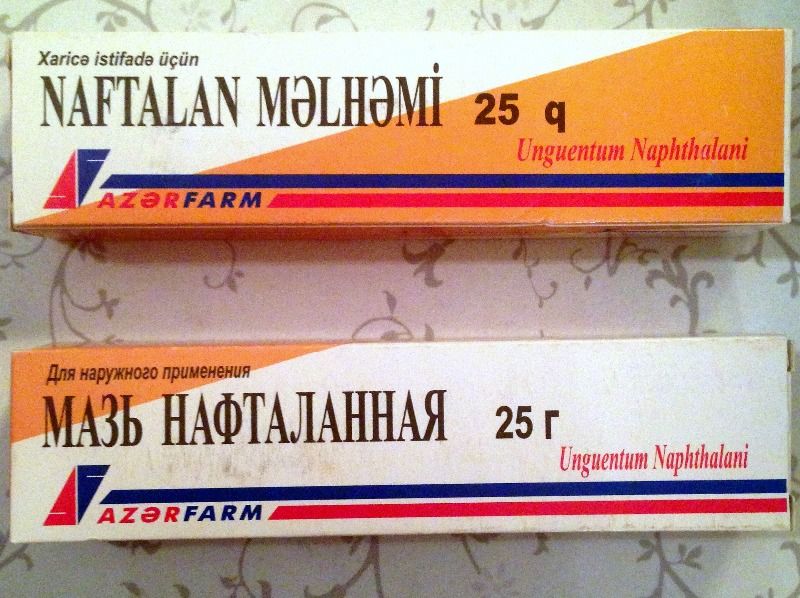 Xaricə istifadə üçün
NAFTALAN MƏLHƏMİ 25 q
Unguentum Naphthalani
AZƏRFARM
Для наружного применения
МАЗЬ НАФТАЛАННАЯ 25 г
Unguentum Naphthalani
AZƏRFARM